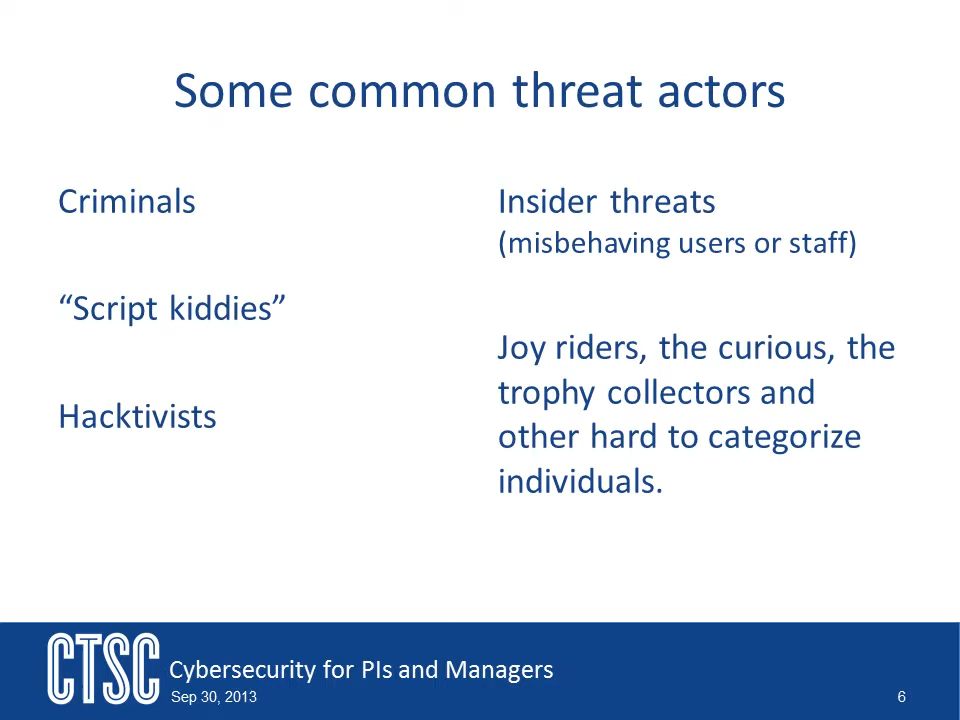 Some common threat actors
Criminals
“Script kiddies”
Hacktivists
Insider threats
(misbehaving users or staff)
Joy riders, the curious, the
trophy collectors and
other hard to categorize
individuals.
CTSC
Cybersecurity for PIs and Managers
Sep 30, 2013
6